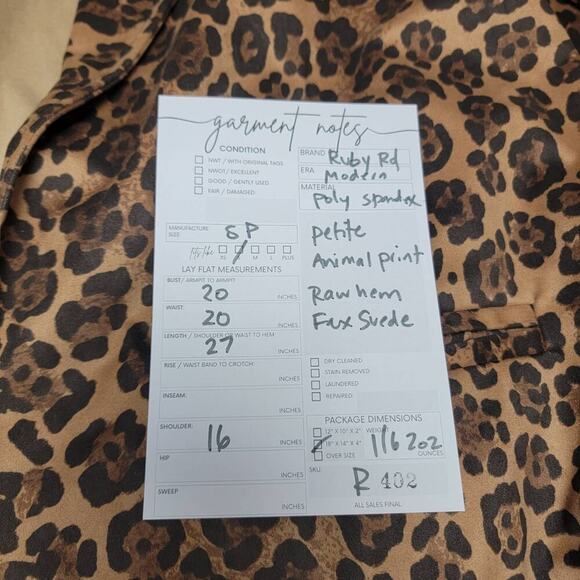 garment notes
CONDITION
NWT / WITH ORIGINAL TAGS
NWOT / EXCELLENT
GOOD / GENTLY USED
FAIR / DAMAGED
BRAND Ruby Rd
ERA Modern
MATERIAL poly spandex
MANUFACTURE SIZE
fits like XS S M L PLUS
petite
Animal print
Raw hem
Faux Suede
LAY FLAT MEASUREMENTS
BUST / ARMPIT TO ARMPIT
20 INCHES
WAIST:
20 INCHES
LENGTH / SHOULDER OR WAIST TO HEM
27 INCHES
RISE / WAIST BAND TO CROTCH:
INCHES
INSEAM:
INCHES
SHOULDER:
16 INCHES
HIP
INCHES
SWEEP
INCHES
DRY CLEANED
STAIN REMOVED
LAUNDERED
REPAIRED
PACKAGE DIMENSIONS
12" X 10" X 2" WEIGHT
18" X 14" X 4"
OVER SIZE OUNCES
SKU:
R 402
ALL SALES FINAL